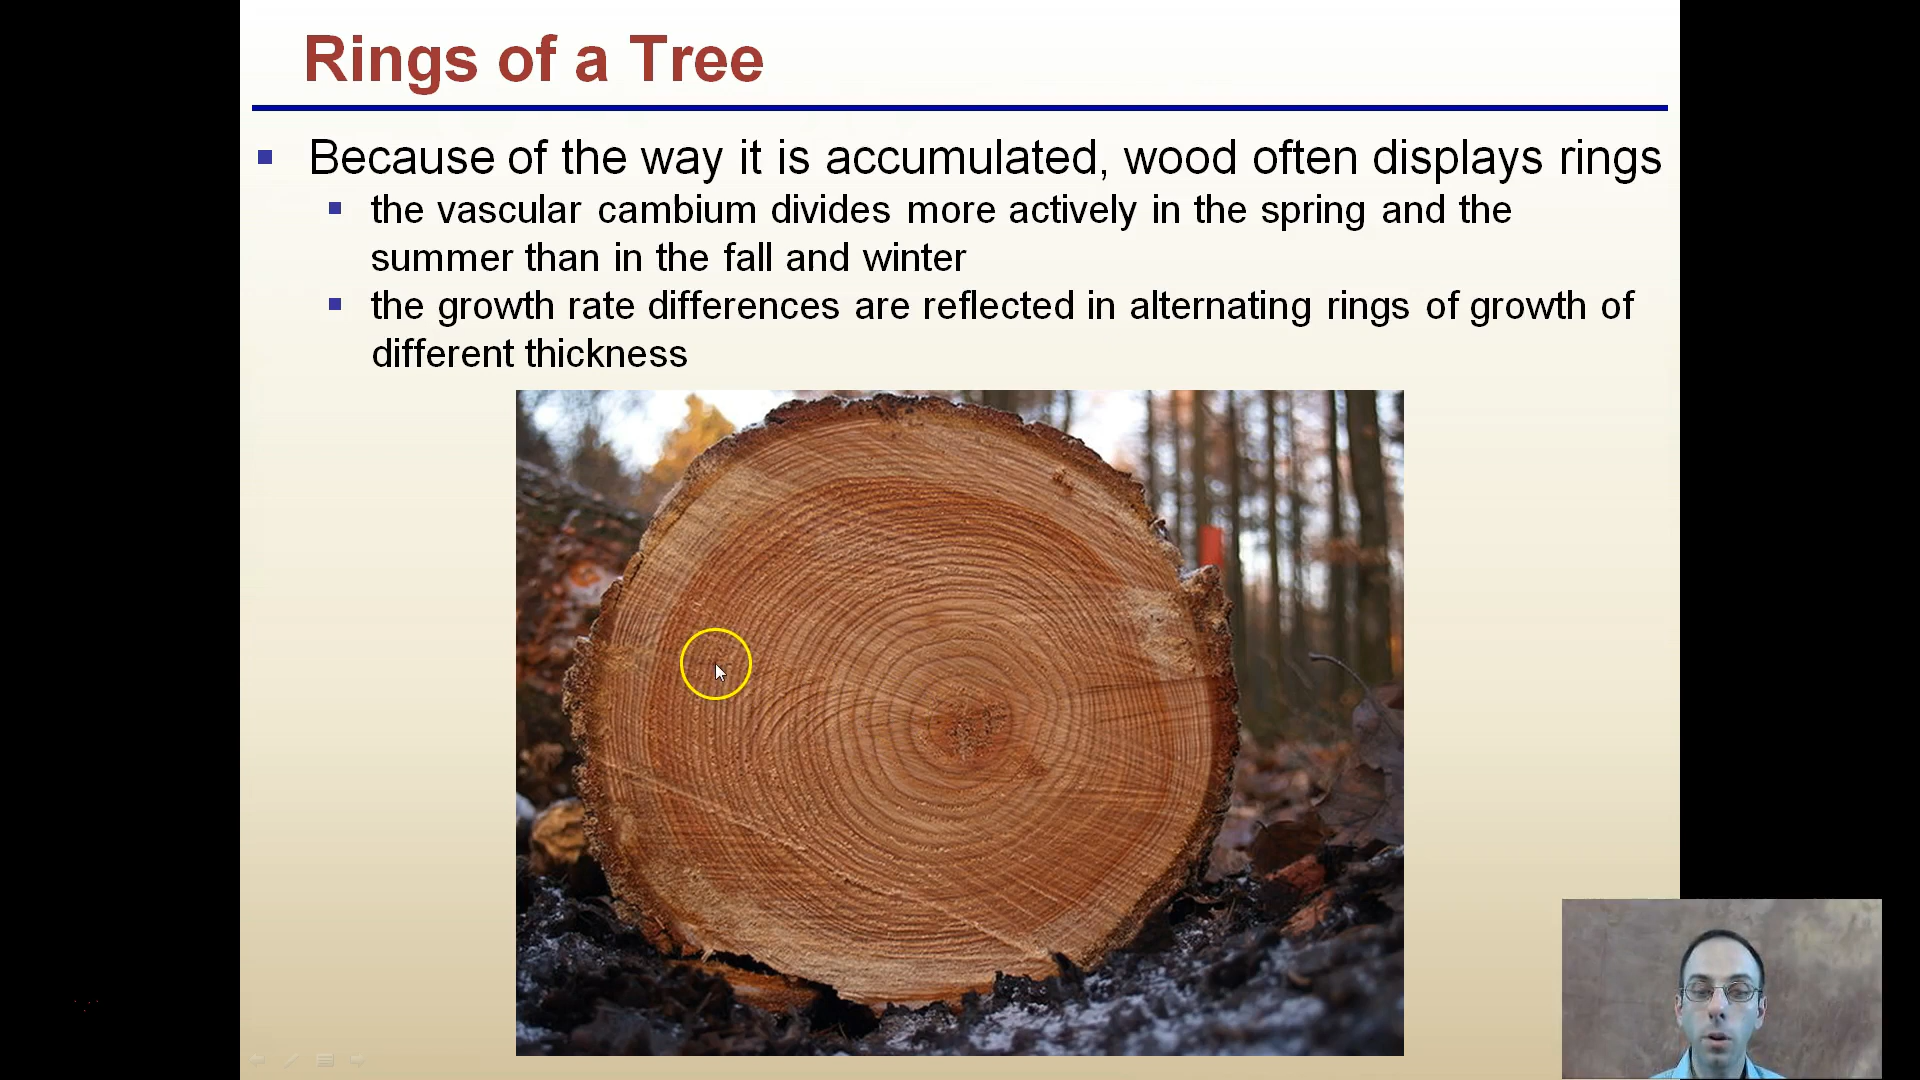 Rings of a Tree
Because of the way it is accumulated, wood often displays rings
the vascular cambium divides more actively in the spring and the
summer than in the fall and winter
the growth rate differences are reflected in alternating rings of growth of
different thickness